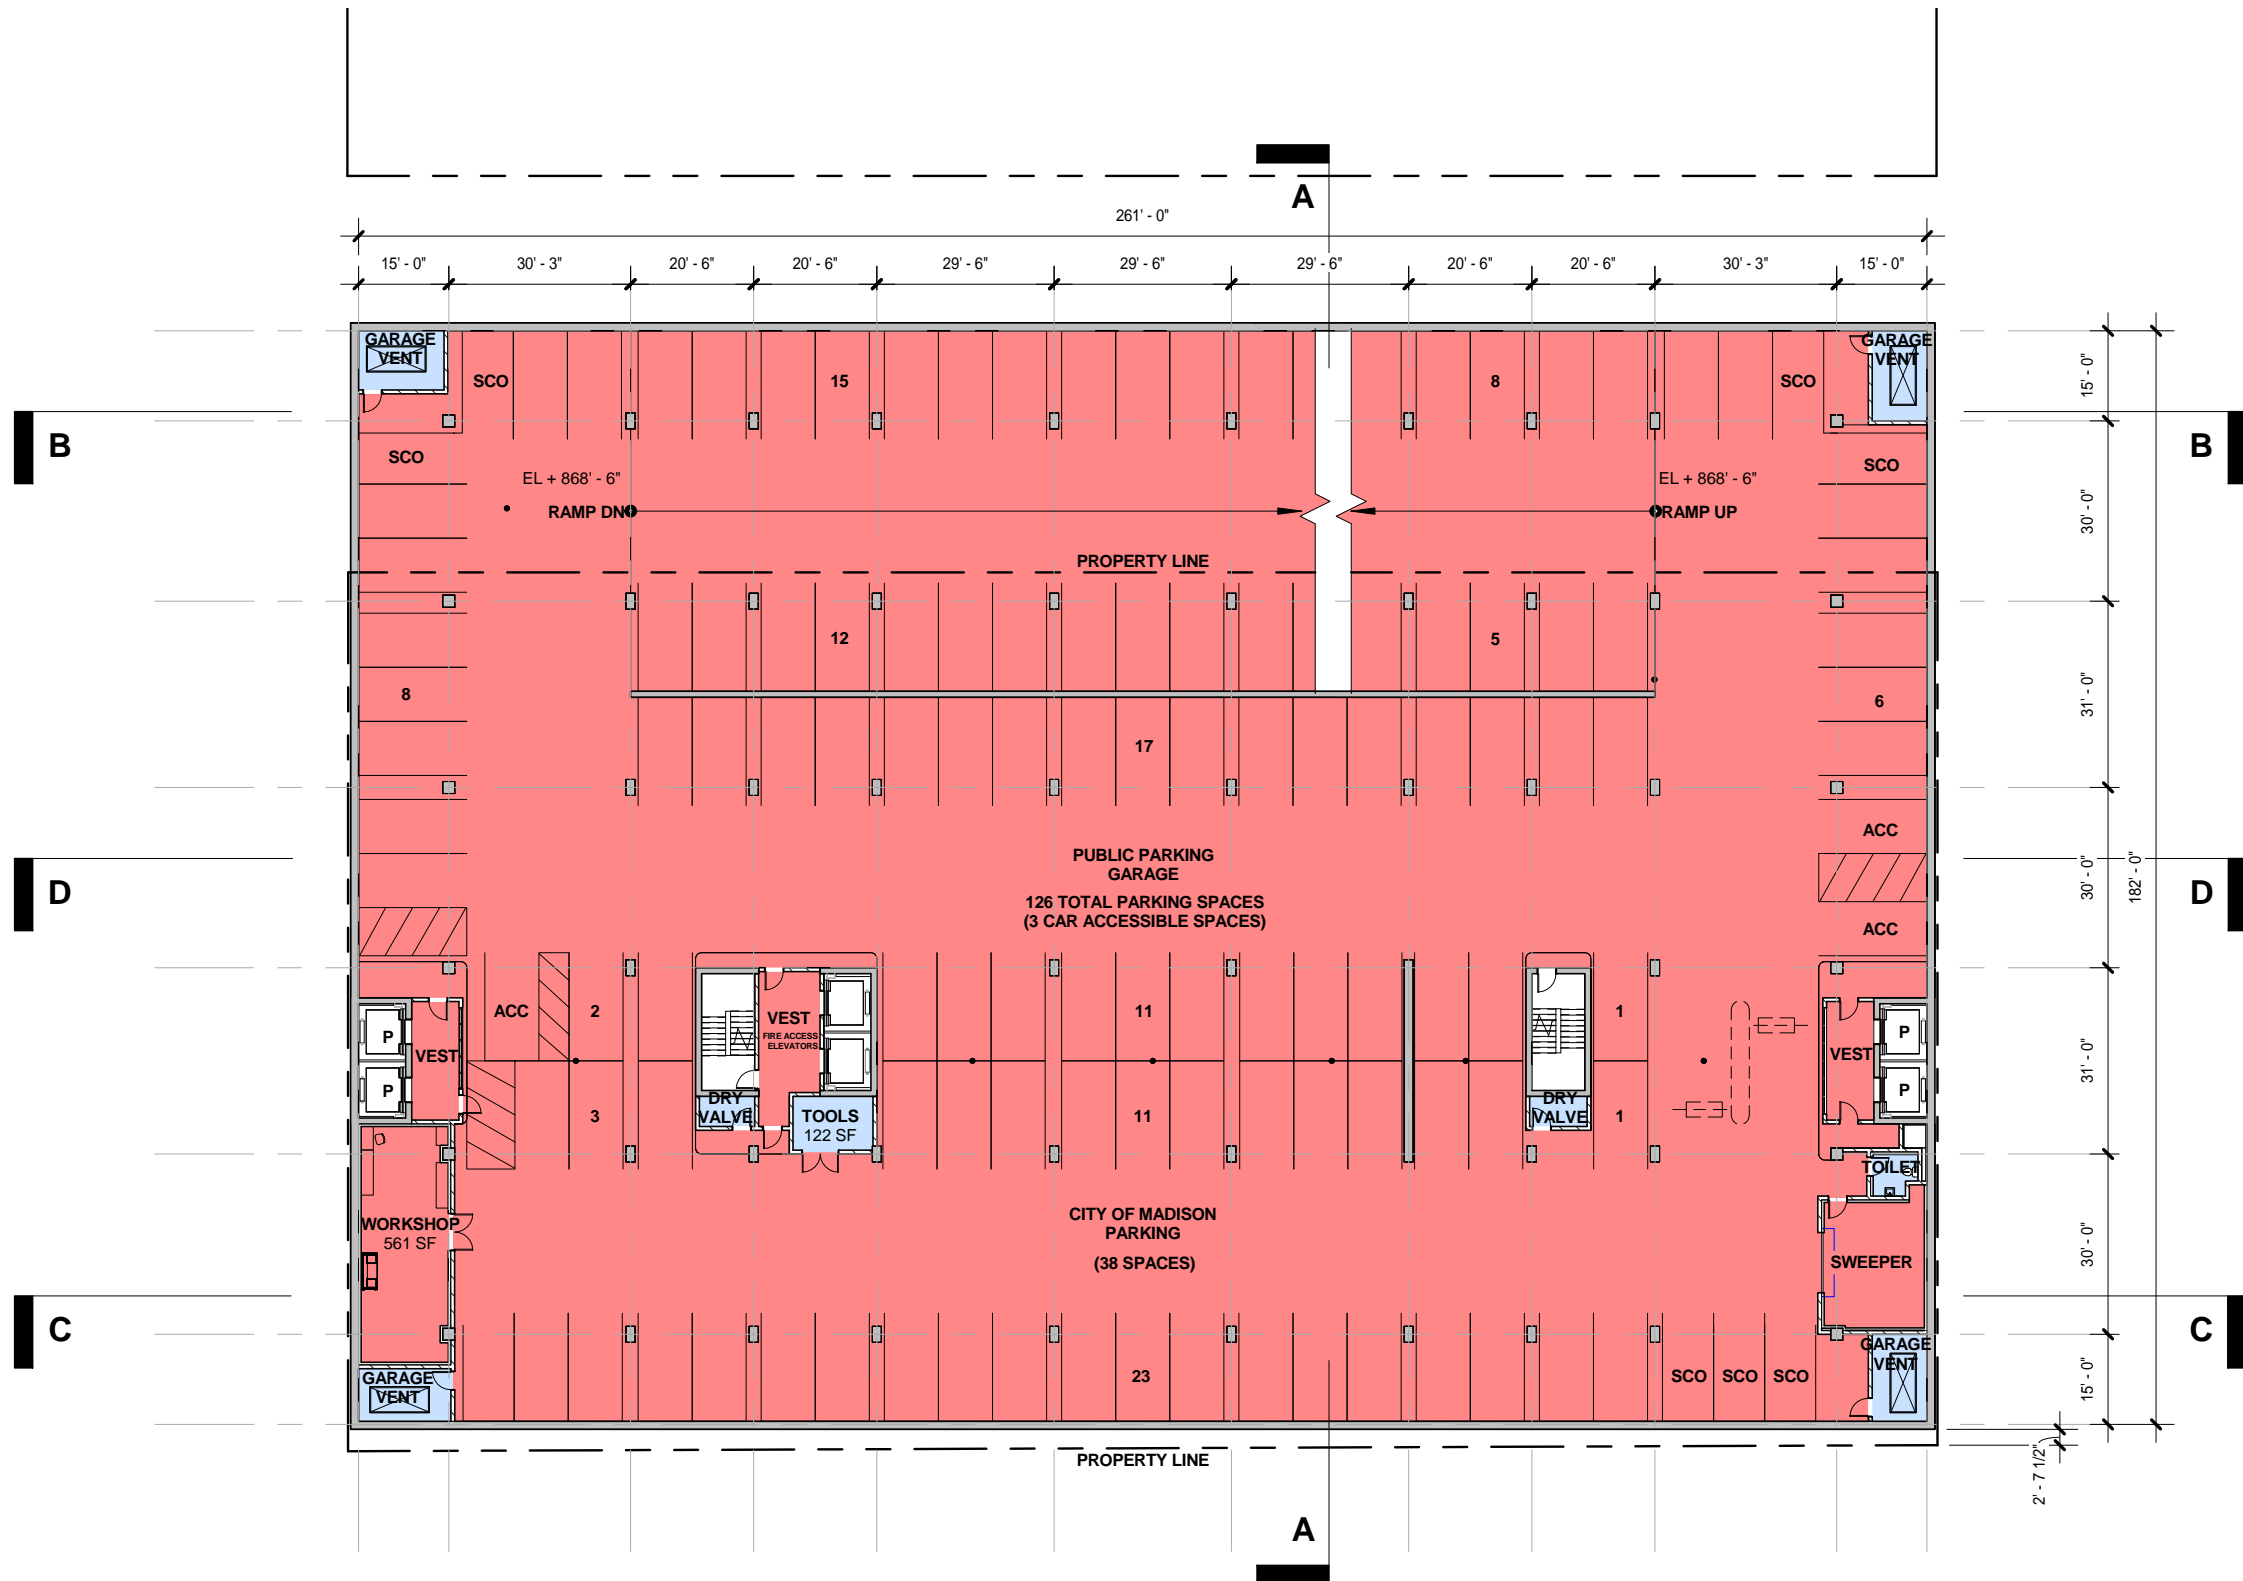 A
261' - 0"
15' - 0"
30' - 3"
20' - 6"
20' - 6"
29' - 6"
29' - 6"
29' - 6"
20' - 6"
20' - 6"
30' - 3"
15' - 0"
GARAGE
VENT
SCO
15
8
SCO
GARAGE
VENT
15' - 0"
B
SCO
SCO
B
EL + 868' - 6"
RAMP DN
EL + 868' - 6"
RAMP UP
30' - 0"
PROPERTY LINE
12
5
8
6
31' - 0"
17
ACC
PUBLIC PARKING
GARAGE
126 TOTAL PARKING SPACES
(3 CAR ACCESSIBLE SPACES)
D
30' - 0"
182' - 0"
D
ACC
ACC
2
VEST
FIRE ACCESS
ELEVATORS
11
1
P
VEST
P
VEST
P
P
31' - 0"
3
DRY
VALVE
TOOLS
122 SF
11
DRY
VALVE
1
TOILET
WORKSHOP
561 SF
CITY OF MADISON
PARKING
(38 SPACES)
SWEEPER
30' - 0"
C
C
GARAGE
VENT
23
SCO
SCO
SCO
GARAGE
VENT
15' - 0"
PROPERTY LINE
2' - 7 1/2"
A